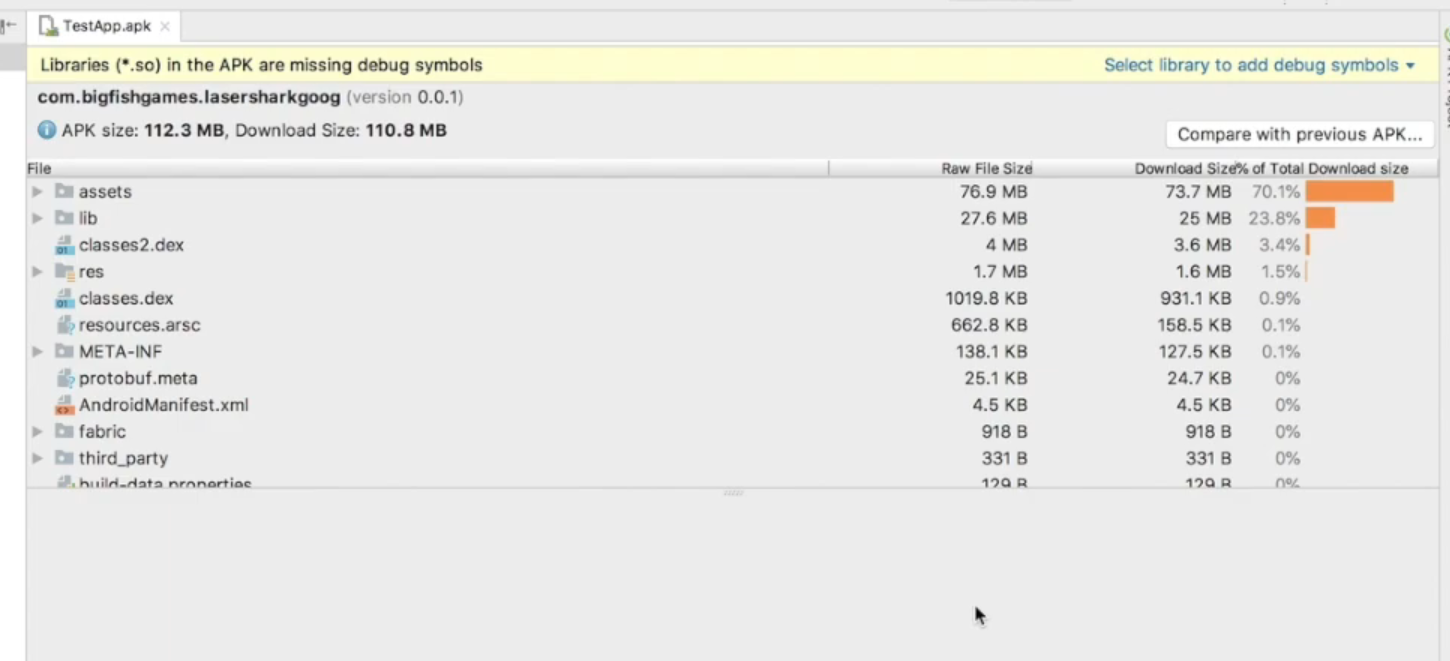 TestApp.apk
Libraries (*.so) in the APK are missing debug symbols Select library to add debug symbols
com.bigfishgames.lasersharkgoog (version 0.0.1)
APK size: 112.3 MB, Download Size: 110.8 MB
Compare with previous APK...
File Raw File Size Download Size % of Total Download size
assets 76.9 MB 73.7 MB 70.1%
lib 27.6 MB 25 MB 23.8%
classes2.dex 4 MB 3.6 MB 3.4%
res 1.7 MB 1.6 MB 1.5%
classes.dex 1019.8 KB 931.1 KB 0.9%
resources.arsc 662.8 KB 158.5 KB 0.1%
META-INF 138.1 KB 127.5 KB 0.1%
protobuf.meta 25.1 KB 24.7 KB 0%
AndroidManifest.xml 4.5 KB 4.5 KB 0%
fabric 918 B 918 B 0%
third_party 331 B 331 B 0%
build-data.properties 129 B 129 B 0%